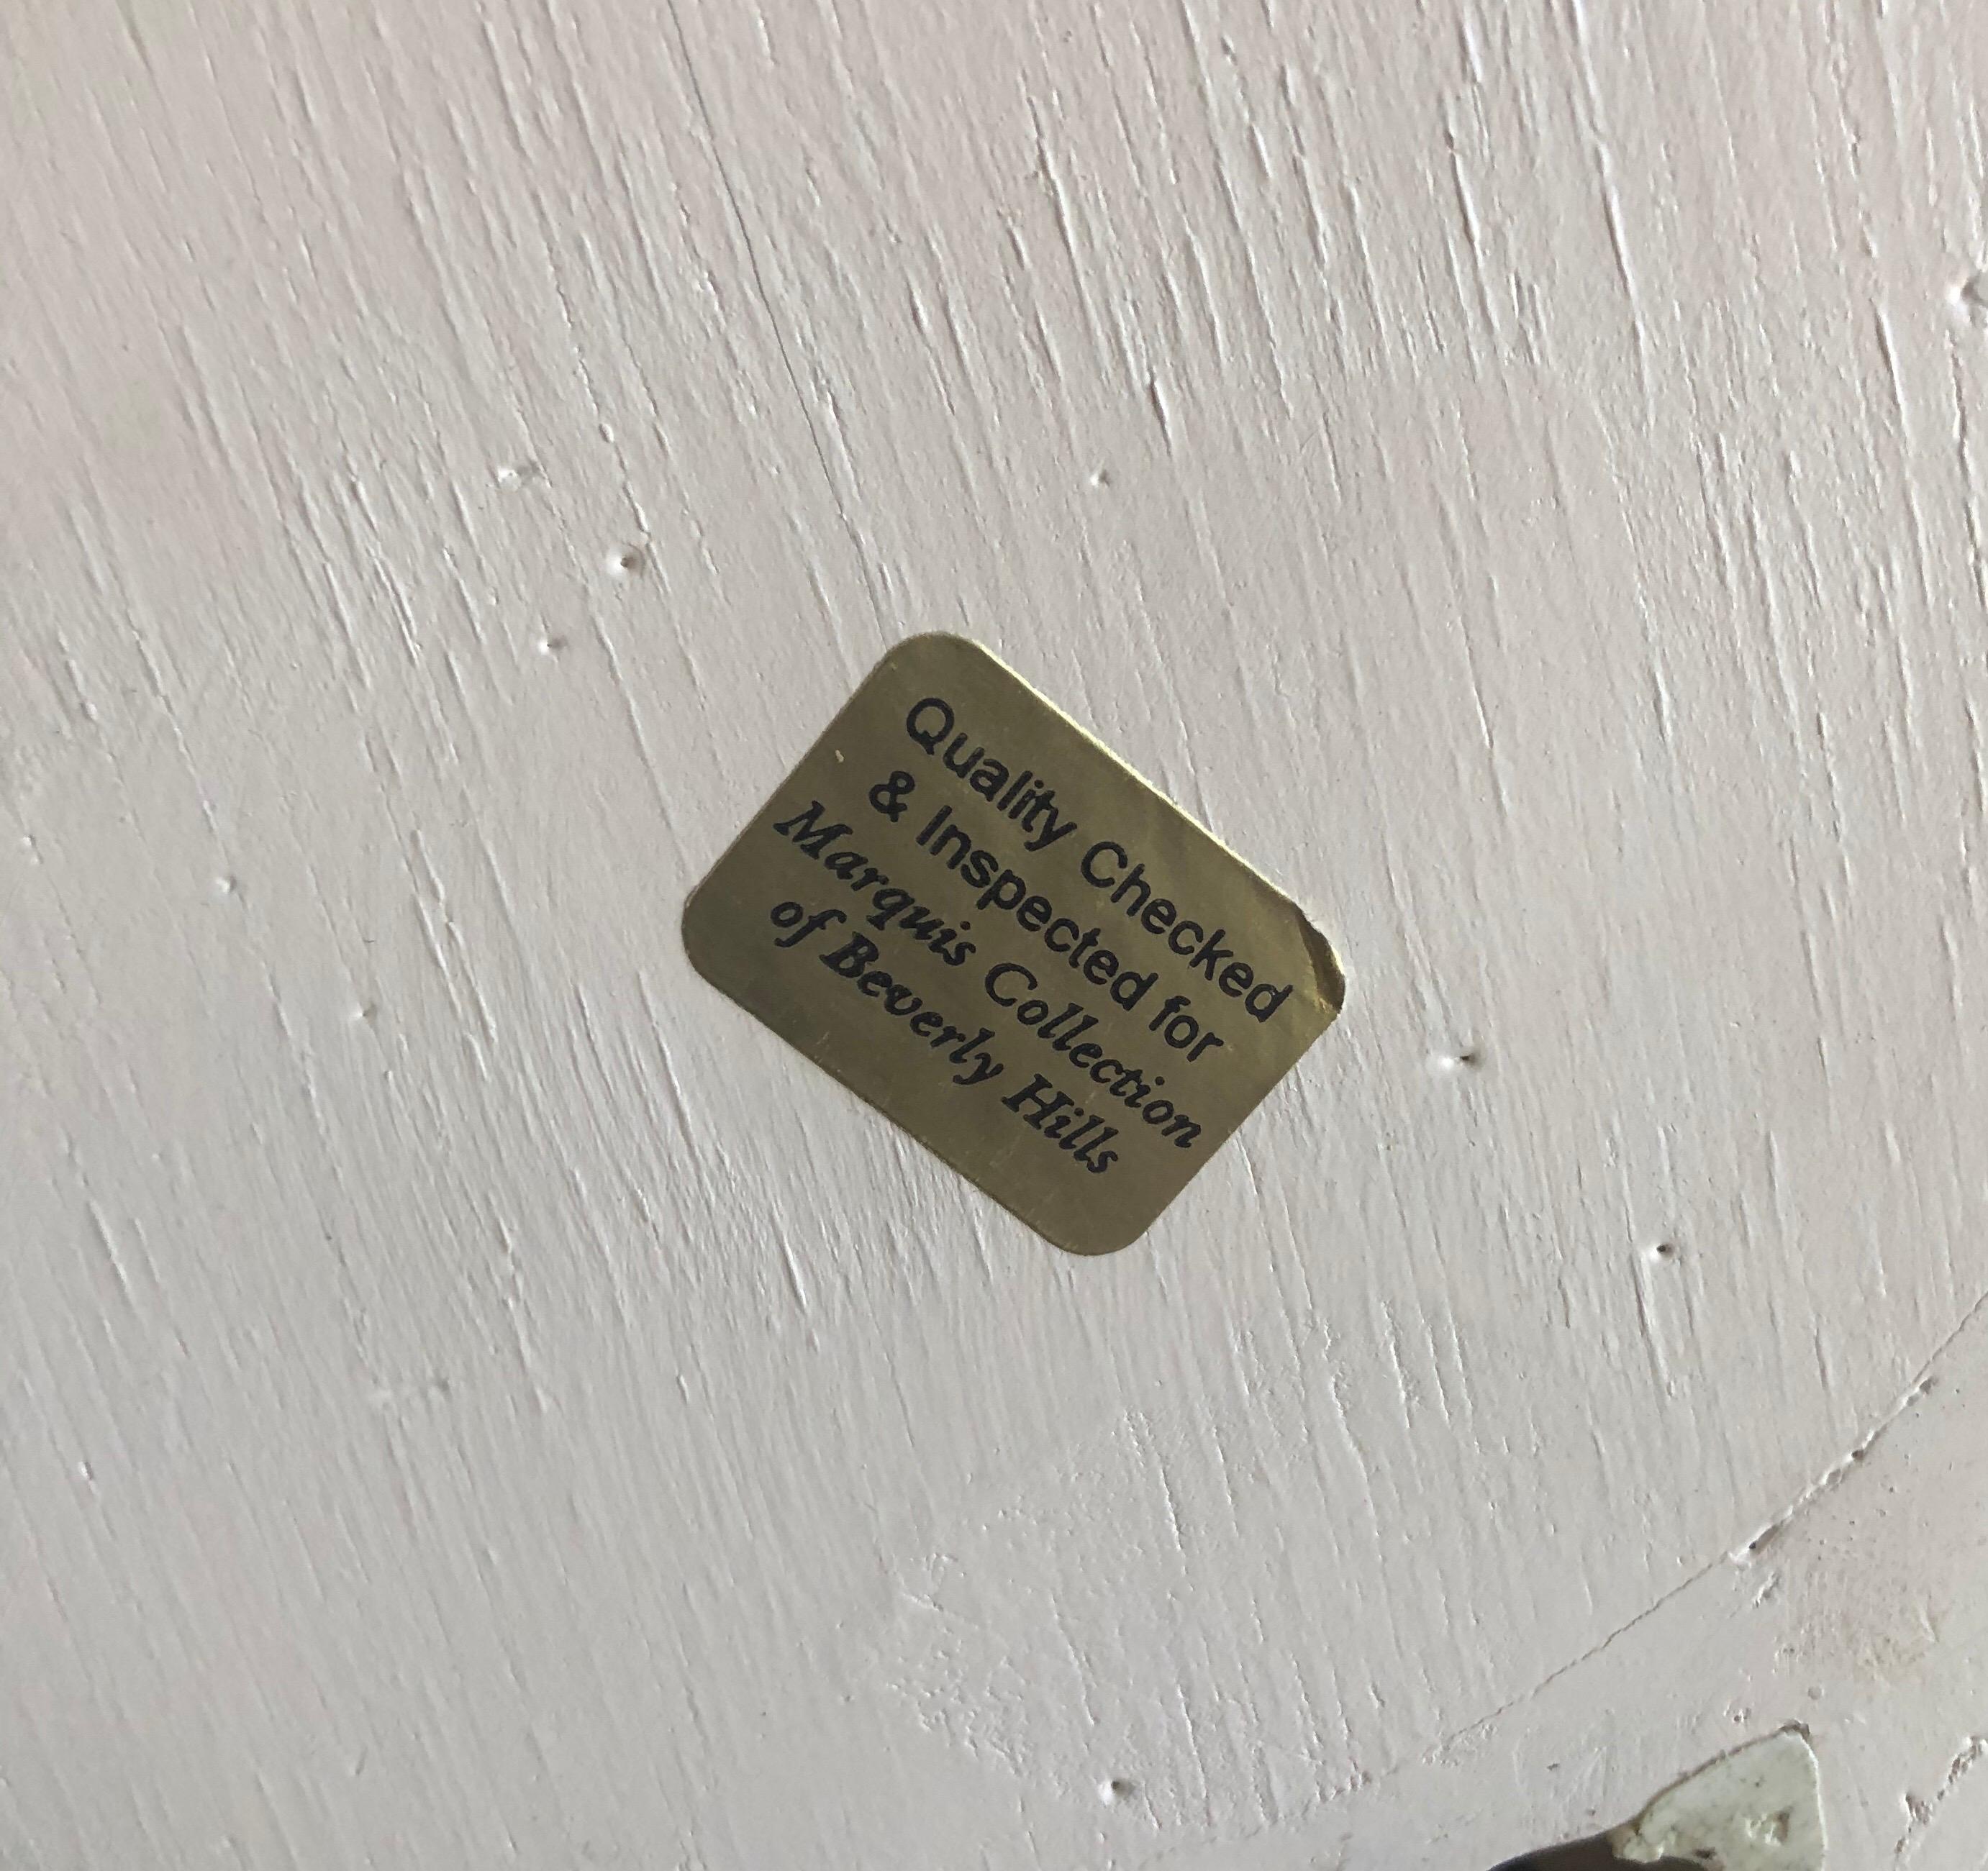 Quality Checked
& Inspected for
Marquis Collection
of Beverly Hills